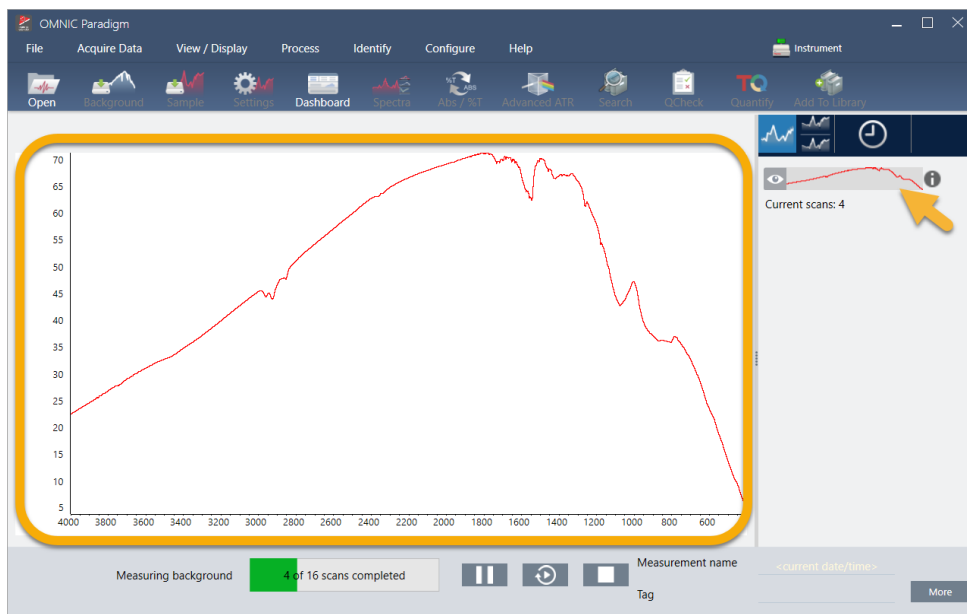 OMNIC Paradigm
File Acquire Data View / Display Process Identify Configure Help Instrument
%T ABS TQ
Open Background Sample Settings Dashboard Spectra Abs / %T Advanced ATR Search QCheck Quantify Add To Library
70
65
60
55
50
45
40
35
30
25
20
15
10
5
4000 3800 3600 3400 3200 3000 2800 2600 2400 2200 2000 1800 1600 1400 1200 1000 800 600
Current scans: 4
Measuring background 4 of 16 scans completed
Measurement name <current date/time>
Tag
More